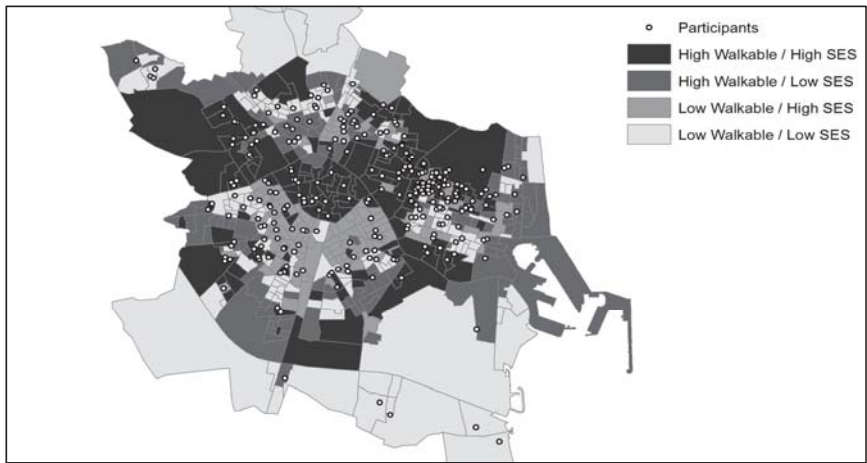 Participants
High Walkable / High SES
High Walkable / Low SES
Low Walkable / High SES
Low Walkable / Low SES